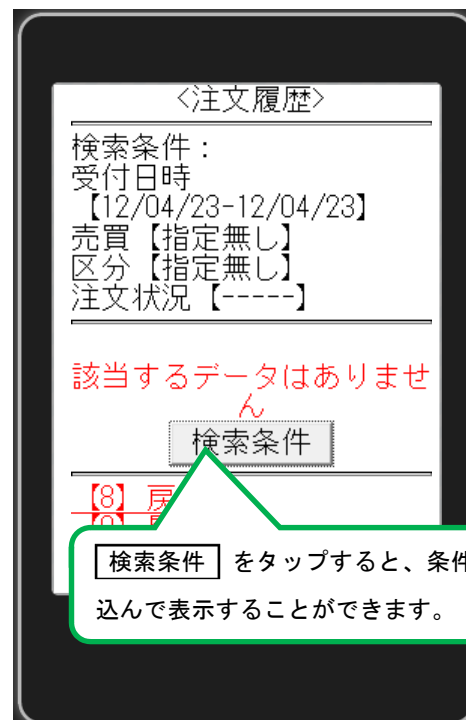 <注文履歴>
検索条件：
受付日時
【12/04/23-12/04/23】
売買【指定無し】
区分【指定無し】
注文状況【-----】
該当するデータはありませ
ん
検索条件
【8】
検索条件 をタップすると、条件
込んで表示することができます。